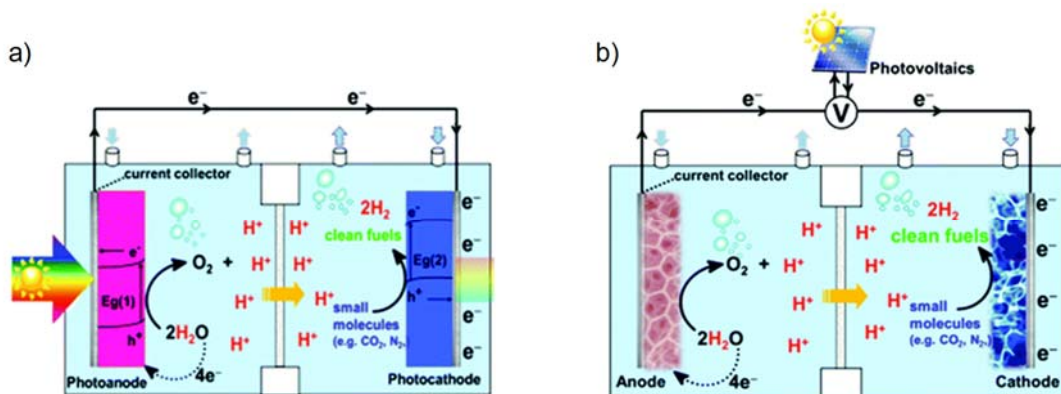 a)
e⁻
e⁻
current collector
e⁻
Eg(1)
h⁺
O₂ +
2H₂O
4e⁻
Photoanode
H⁺
H⁺
H⁺
H⁺
H⁺
H⁺
H⁺
H⁺
2H₂
clean fuels
small
molecules
(e.g. CO₂, N₂,)
e⁻
Eg(2)
h⁺
Photocathode
e⁻
e⁻
e⁻
e⁻
e⁻
b)
Photovoltaics
V
e⁻
e⁻
current collector
O₂ +
2H₂O
4e⁻
Anode
H⁺
H⁺
H⁺
H⁺
H⁺
H⁺
H⁺
H⁺
2H₂
clean fuels
small
molecules
(e.g. CO₂, N₂,)
Cathode
e⁻
e⁻
e⁻
e⁻
e⁻